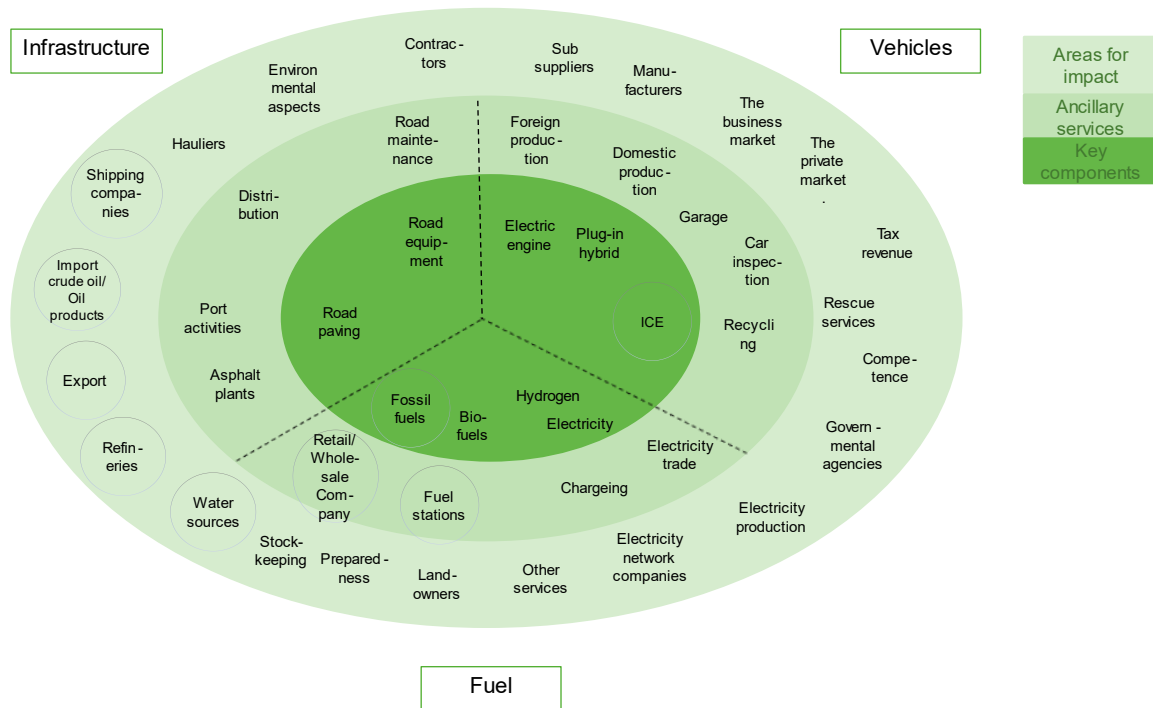 Infrastructure
Vehicles
Fuel
Areas for
impact
Ancillary
services
Key
components
Contrac-
tors
Sub
suppliers
Manu-
facturers
The
business
market
The
private
market
.
Tax
revenue
Rescue
services
Compe-
tence
Govern -
mental
agencies
Electricity
production
Electricity
network
companies
Other
services
Land-
owners
Prepared -
ness
Stock-
keeping
Water
sources
Refin -
eries
Export
Import
crude oil/
Oil
products
Shipping
compa-
nies
Hauliers
Environ
mental
aspects
Road
mainte-
nance
Foreign
produc-
tion
Domestic
produc-
tion
Garage
Car
inspec-
tion
Recycli
ng
Electricity
trade
Chargeing
Fuel
stations
Retail/
Whole-
sale
Com-
pany
Asphalt
plants
Port
activities
Distri-
bution
Road
equip-
ment
Electric
engine
Plug-in
hybrid
ICE
Hydrogen
Electricity
Bio-
fuels
Fossil
fuels
Road
paving